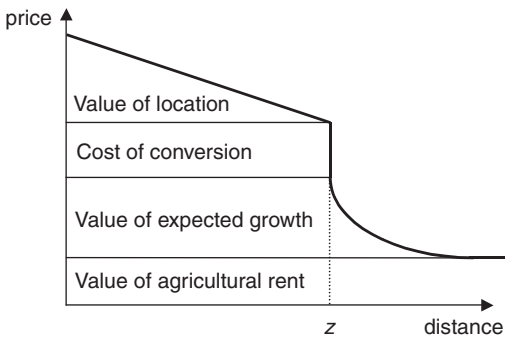 price
Value of location
Cost of conversion
Value of expected growth
Value of agricultural rent
z
distance